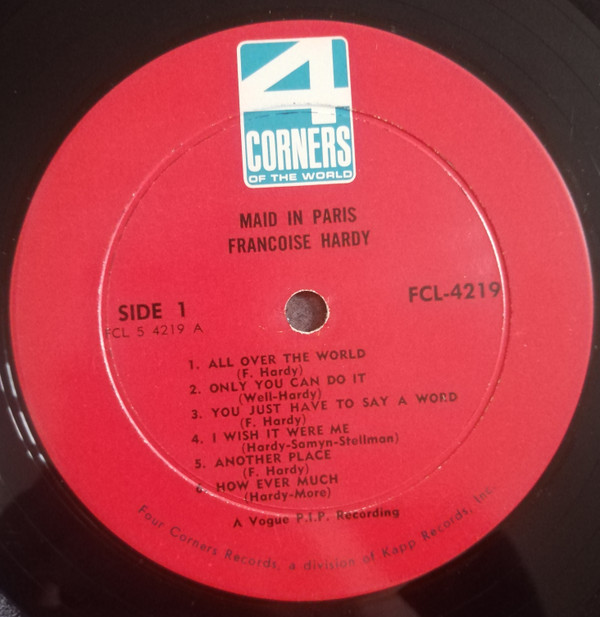 4
CORNERS
OF THE WORLD
MAID IN PARIS
FRANCOISE HARDY
SIDE 1
FCL-4219
FCL 5 4219 A
1. ALL OVER THE WORLD
(F. Hardy)
2. ONLY YOU CAN DO IT
(Well-Hardy)
3. YOU JUST HAVE TO SAY A WORD
(F. Hardy)
4. I WISH IT WERE ME
(Hardy-Samyn-Stellman)
5. ANOTHER PLACE
(F. Hardy)
6. HOW EVER MUCH
(Hardy-More)
A Vogue P.I.P. Recording
Four Corners Records, a division of Kapp Records, Inc.